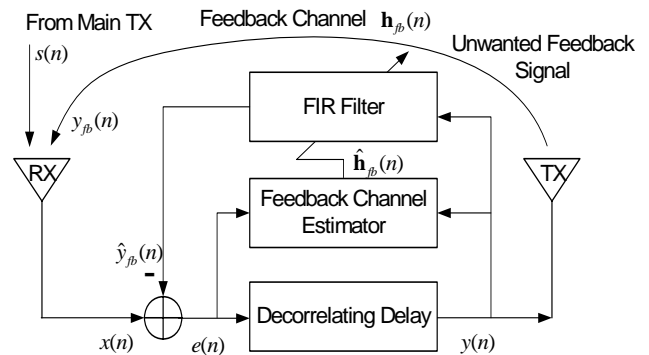 Feedback Channel h_fb(n)
From Main TX
s(n)
Unwanted Feedback
Signal
y_fb(n)
FIR Filter
RX
TX
ĥ_fb(n)
Feedback Channel
Estimator
ŷ_fb(n)
-
Decorrelating Delay
x(n)
e(n)
y(n)